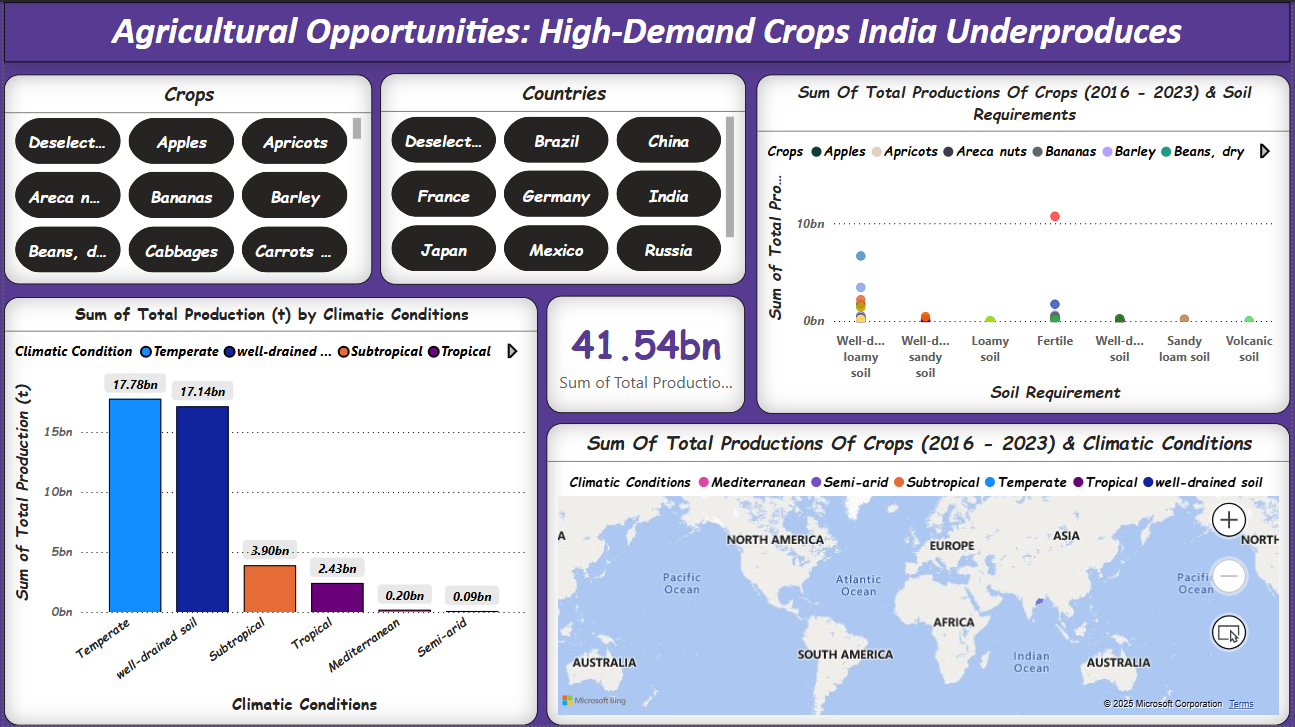 Agricultural Opportunities: High-Demand Crops India Underproduces
Crops
Deselect...
Apples
Apricots
Areca n...
Bananas
Barley
Beans, d...
Cabbages
Carrots ...
Countries
Deselect...
Brazil
China
France
Germany
India
Japan
Mexico
Russia
Sum Of Total Productions Of Crops (2016 - 2023) & Soil
Requirements
Crops Apples Apricots Areca nuts Bananas Barley Beans, dry
Sum of Total Pro...
10bn
0bn
Well-d... loamy soil
Well-d... sandy soil
Loamy soil
Fertile
Well-d... soil
Sandy loam soil
Volcanic soil
Soil Requirement
Sum of Total Production (t) by Climatic Conditions
Climatic Condition Temperate well-drained ... Subtropical Tropical
Sum of Total Production (t)
15bn
10bn
5bn
0bn
17.78bn
17.14bn
3.90bn
2.43bn
0.20bn
0.09bn
Temperate
well-drained soil
Subtropical
Tropical
Mediterranean
Semi-arid
Climatic Conditions
41.54bn
Sum of Total Productio...
Sum Of Total Productions Of Crops (2016 - 2023) & Climatic Conditions
Climatic Conditions Mediterranean Semi-arid Subtropical Temperate Tropical well-drained soil
A
NORTH AMERICA
EUROPE
ASIA
NORTH
Pacific
Ocean
Atlantic
Ocean
Pacific
Ocean
AFRICA
SOUTH AMERICA
Indian
Ocean
AUSTRALIA
AUSTRALIA
Microsoft Bing
© 2025 Microsoft Corporation Terms